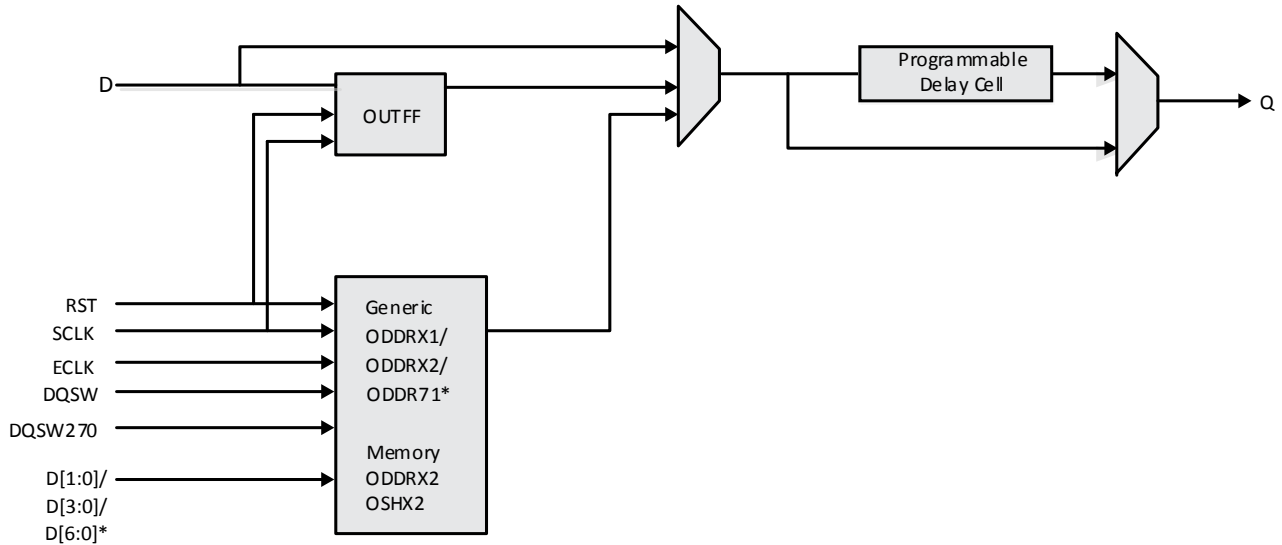 Programmable
Delay Cell
D
OUTFF
Q
RST
SCLK
ECLK
DQSW
DQSW270
D[1:0]/
D[3:0]/
D[6:0]*
Generic
ODDRX1/
ODDRX2/
ODDR71*
Memory
ODDRX2
OSHX2